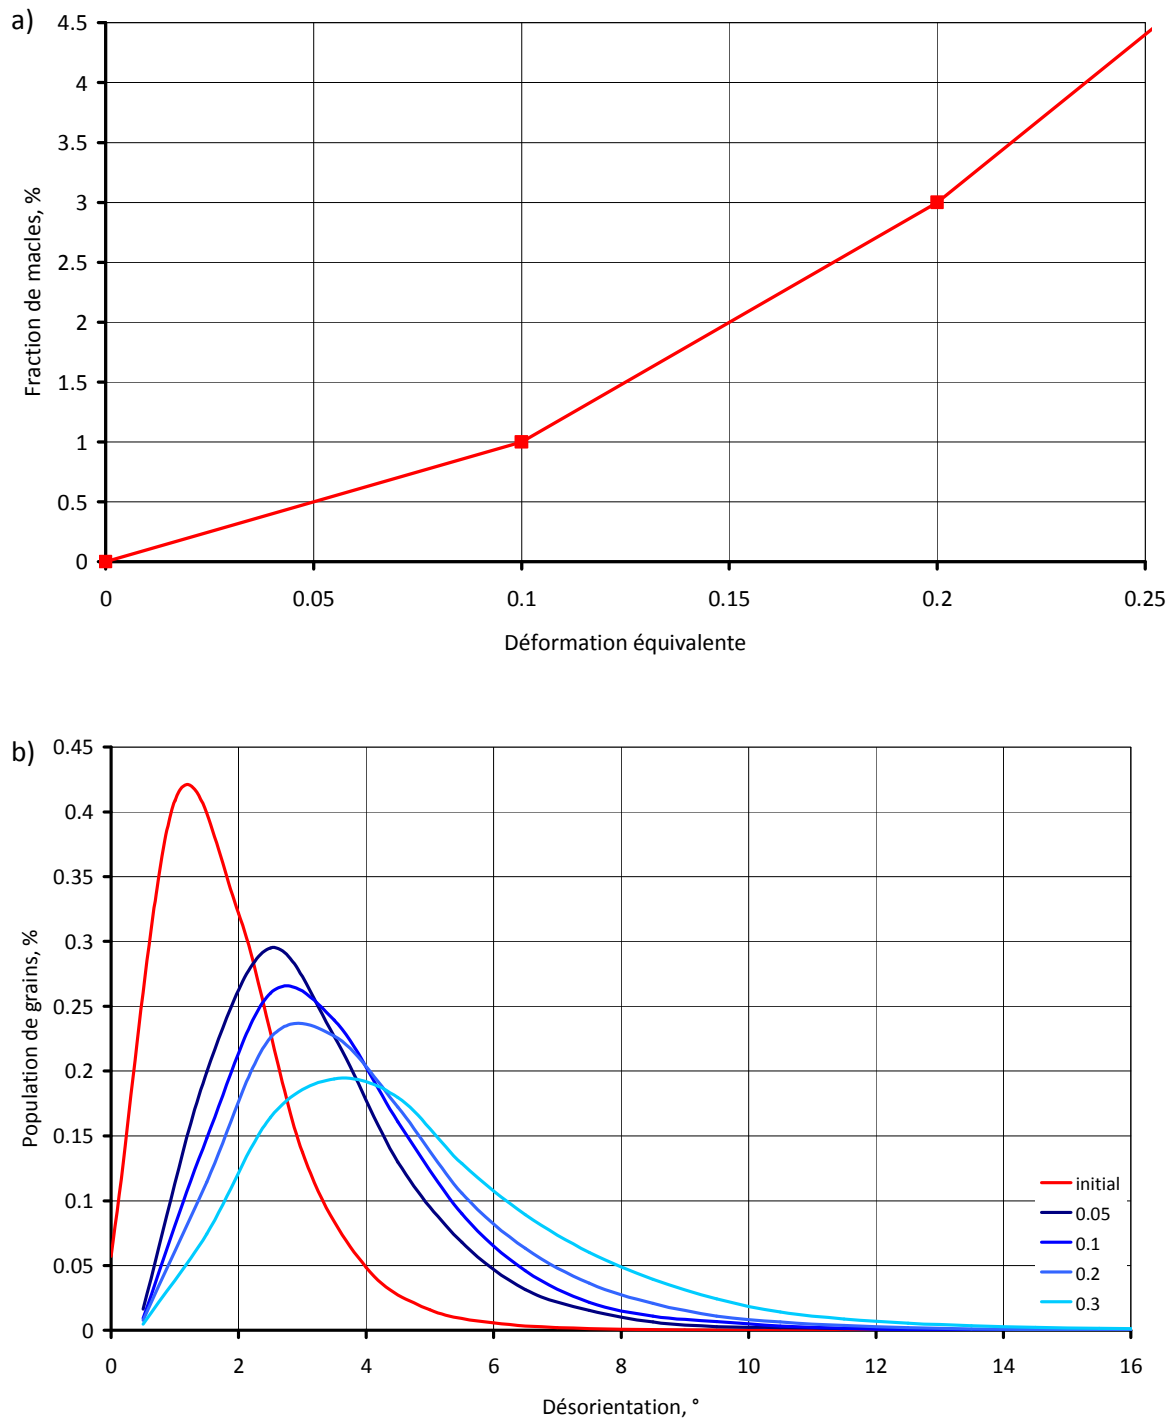 a)
4.5
4
3.5
3
2.5
2
1.5
1
0.5
0
Fraction de macles, %
0 0.05 0.1 0.15 0.2 0.25
Déformation équivalente
b)
0.45
0.4
0.35
0.3
0.25
0.2
0.15
0.1
0.05
0
Population de grains, %
initial
0.05
0.1
0.2
0.3
0 2 4 6 8 10 12 14 16
Désorientation, °